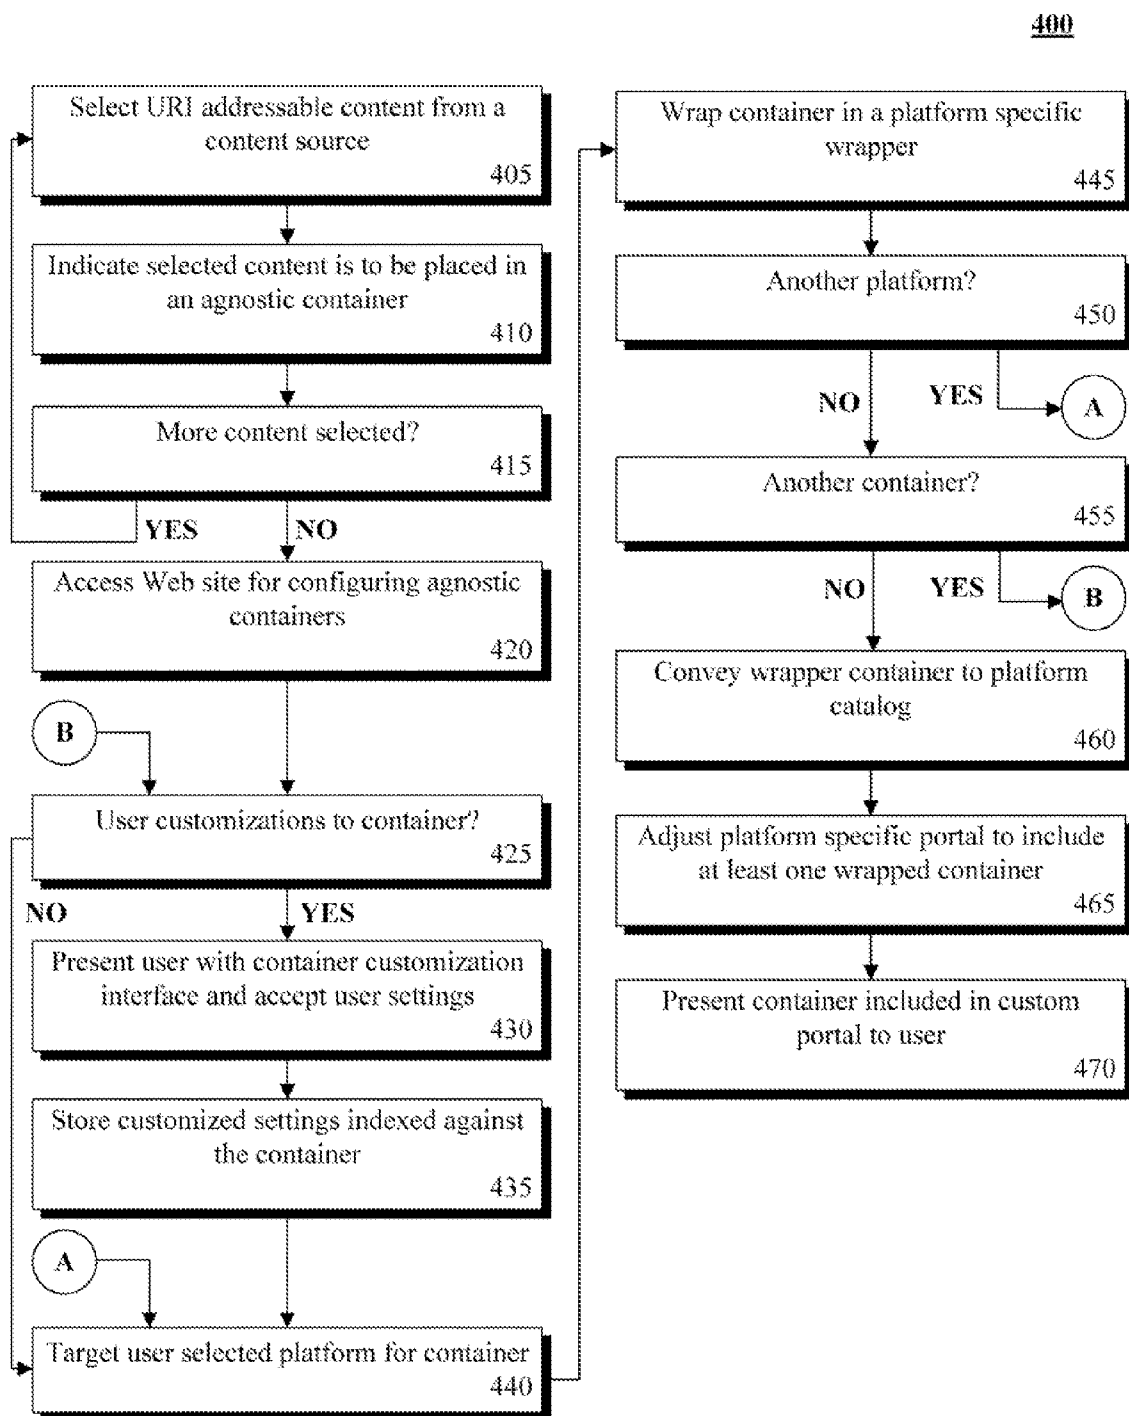 400
Select URI addressable content from a
content source
405
Indicate selected content is to be placed in
an agnostic container
410
More content selected?
415
YES
NO
Access Web site for configuring agnostic
containers
420
B
User customizations to container?
425
NO
YES
Present user with container customization
interface and accept user settings
430
Store customized settings indexed against
the container
435
A
Target user selected platform for container
440
Wrap container in a platform specific
wrapper
445
Another platform?
450
NO
YES
A
Another container?
455
NO
YES
B
Convey wrapper container to platform
catalog
460
Adjust platform specific portal to include
at least one wrapped container
465
Present container included in custom
portal to user
470